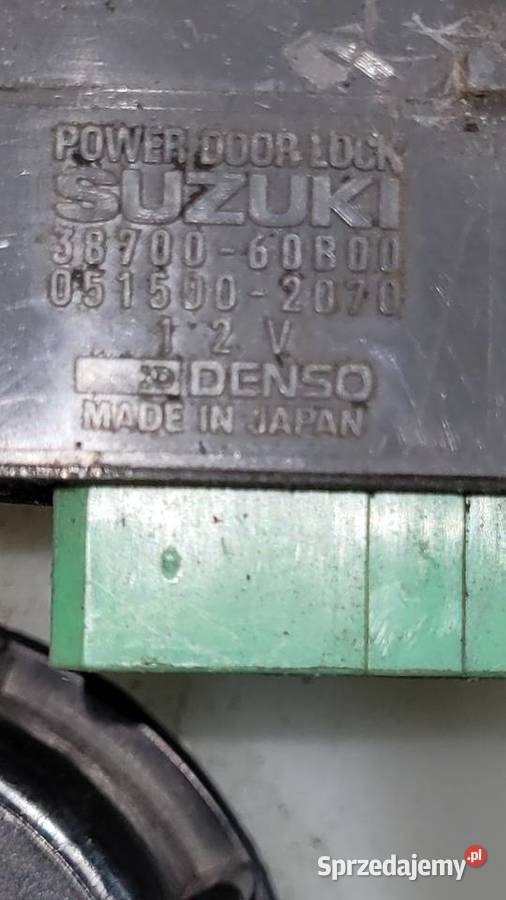 POWER DOOR LOCK
SUZUKI
38700-60B00
051500-2070
12V
DENSO
MADE IN JAPAN
Sprzedajemy.pl